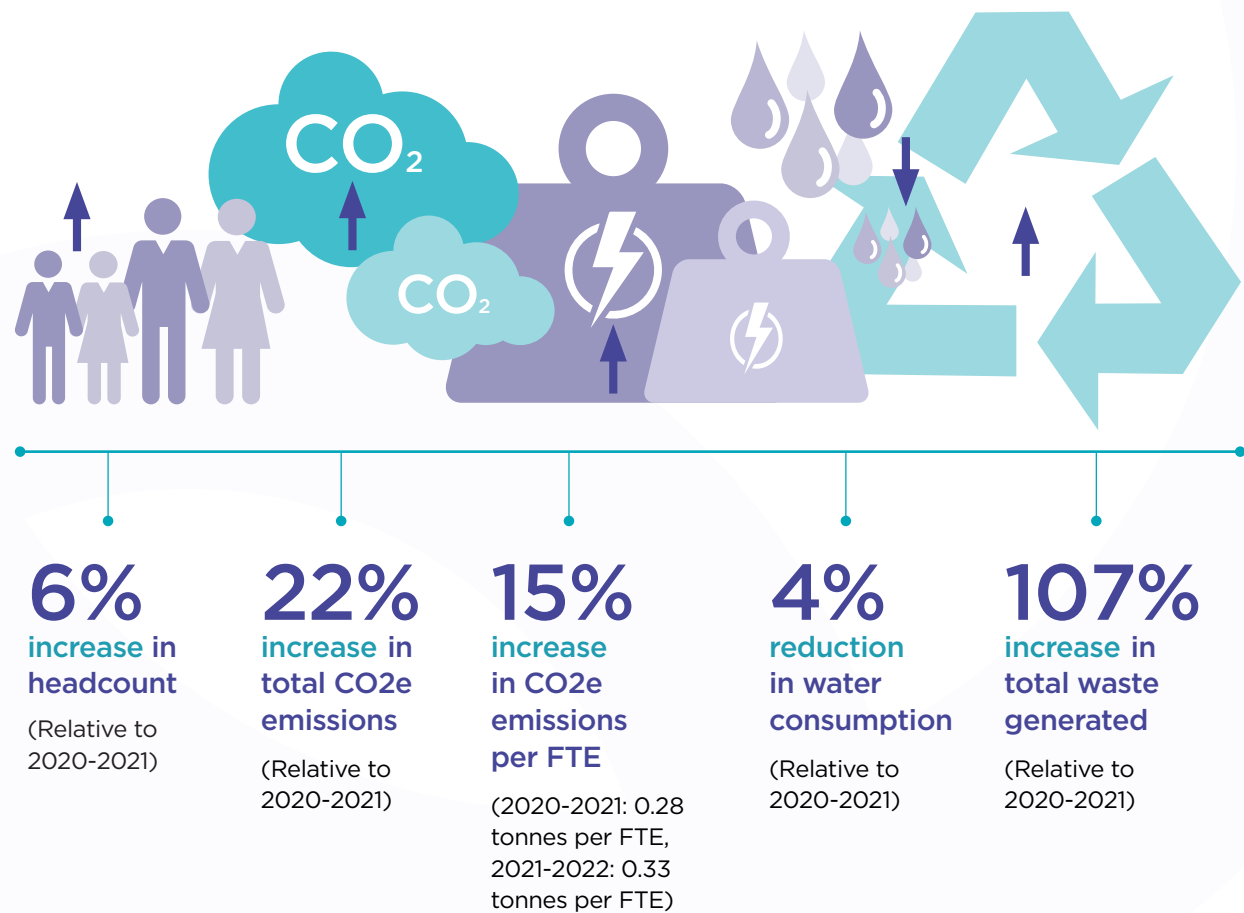 CO₂
CO₂
6%
increase in
headcount
(Relative to
2020-2021)
22%
increase in
total CO2e
emissions
(Relative to
2020-2021)
15%
increase
in CO2e
emissions
per FTE
(2020-2021: 0.28
tonnes per FTE,
2021-2022: 0.33
tonnes per FTE)
4%
reduction
in water
consumption
(Relative to
2020-2021)
107%
increase in
total waste
generated
(Relative to
2020-2021)